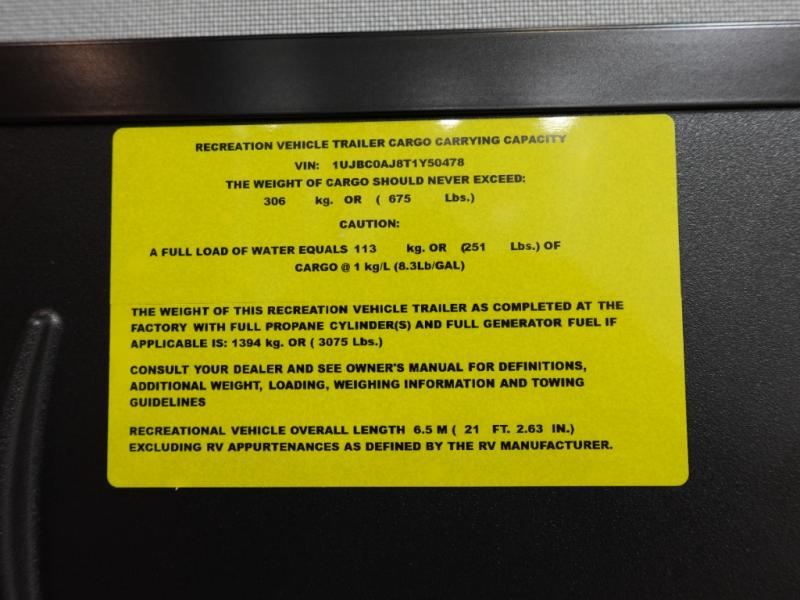 RECREATION VEHICLE TRAILER CARGO CARRYING CAPACITY
VIN: 1UJBC0AJ8T1Y50478
THE WEIGHT OF CARGO SHOULD NEVER EXCEED:
306 kg. OR ( 675 Lbs.)
CAUTION:
A FULL LOAD OF WATER EQUALS 113 kg. OR (251 Lbs.) OF
CARGO @ 1 kg/L (8.3Lb/GAL)
THE WEIGHT OF THIS RECREATION VEHICLE TRAILER AS COMPLETED AT THE
FACTORY WITH FULL PROPANE CYLINDER(S) AND FULL GENERATOR FUEL IF
APPLICABLE IS: 1394 kg. OR ( 3075 Lbs.)
CONSULT YOUR DEALER AND SEE OWNER'S MANUAL FOR DEFINITIONS,
ADDITIONAL WEIGHT, LOADING, WEIGHING INFORMATION AND TOWING
GUIDELINES
RECREATIONAL VEHICLE OVERALL LENGTH 6.5 M ( 21 FT. 2.63 IN.)
EXCLUDING RV APPURTENANCES AS DEFINED BY THE RV MANUFACTURER.